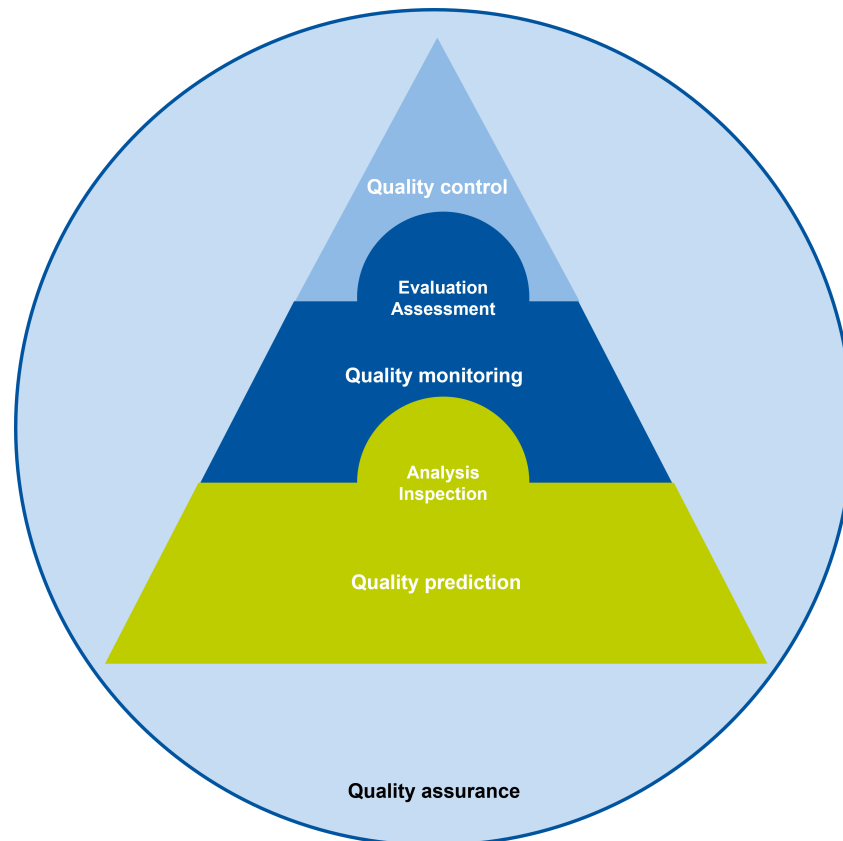 Quality control
Evaluation
Assessment
Quality monitoring
Analysis
Inspection
Quality prediction
Quality assurance